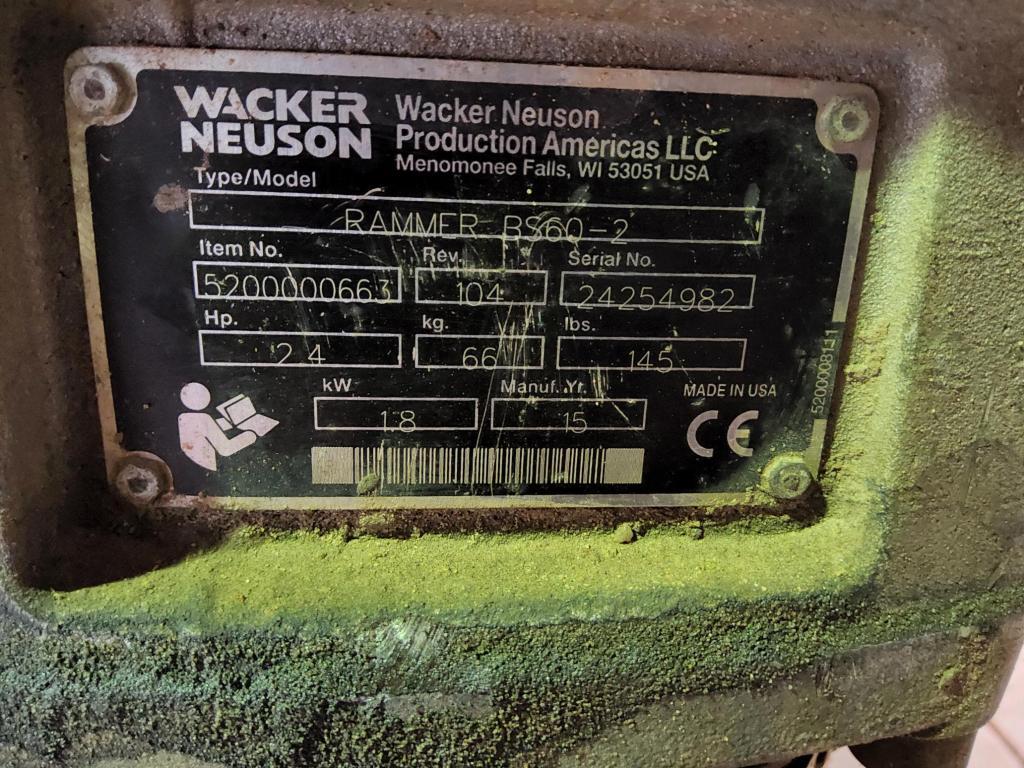 WACKER
NEUSON
Wacker Neuson
Production Americas LLC
Menomonee Falls, WI 53051 USA
Type/Model
RAMMER BS60-2
Item No. Rev. Serial No.
5200000663 104 24254982
Hp. kg. lbs.
2.4 66 145
kW Manuf. Yr. MADE IN USA
1.8 15
CE
5200008111